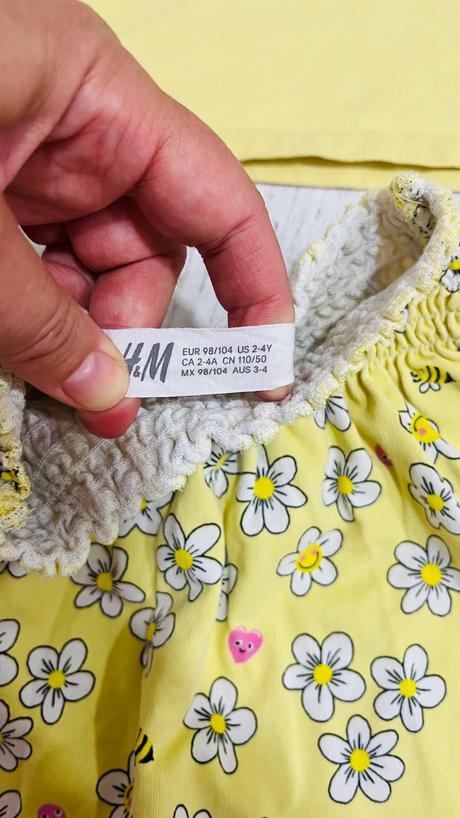 H&M
EUR 98/104 US 2-4Y
CA 2-4A CN 110/50
MX 98/104 AUS 3-4